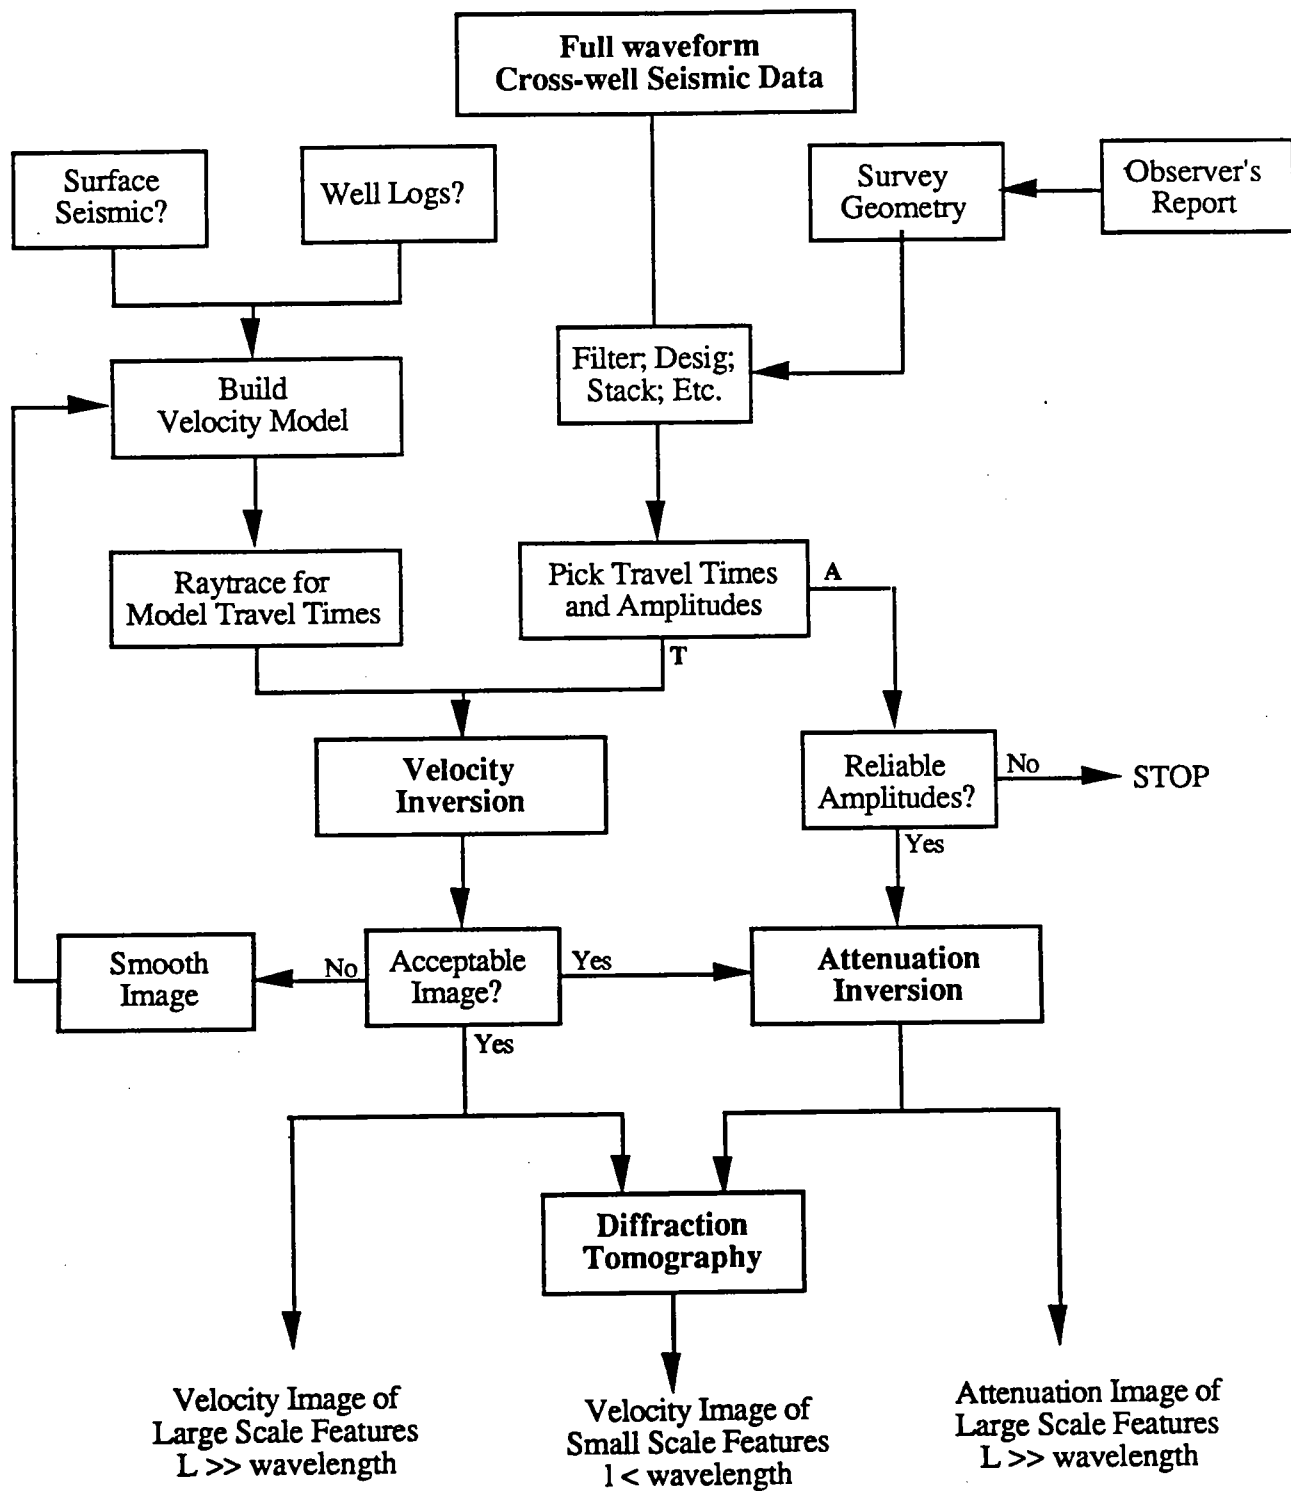 Full waveform
Cross-well Seismic Data
Surface
Seismic?
Well Logs?
Survey
Geometry
Observer's
Report
Filter; Desig;
Stack; Etc.
Build
Velocity Model
Raytrace for
Model Travel Times
Pick Travel Times
and Amplitudes
A
T
Velocity
Inversion
Reliable
Amplitudes?
No
STOP
Yes
Smooth
Image
No
Acceptable
Image?
Yes
Attenuation
Inversion
Yes
Diffraction
Tomography
Velocity Image of
Large Scale Features
L >> wavelength
Velocity Image of
Small Scale Features
l < wavelength
Attenuation Image of
Large Scale Features
L >> wavelength